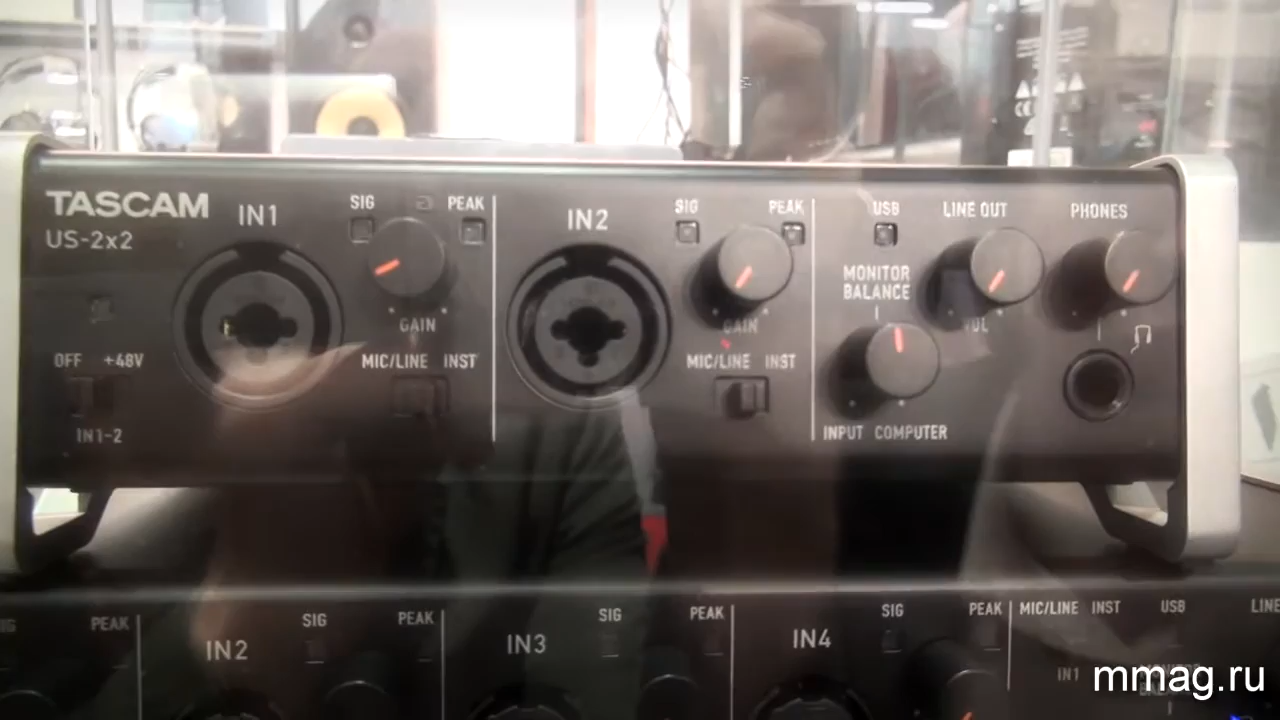 TASCAM
US-2x2
IN1
SIG
PEAK
GAIN
MIC/LINE INST
OFF +48V
IN1-2
IN2
SIG
PEAK
GAIN
MIC/LINE INST
USB
LINE OUT
PHONES
MONITOR
BALANCE
VOL
INPUT COMPUTER
SIG
PEAK
IN2
SIG
PEAK
IN3
SIG
PEAK
IN4
SIG
PEAK
MIC/LINE INST
USB
LINE
IN1
mmag.ru